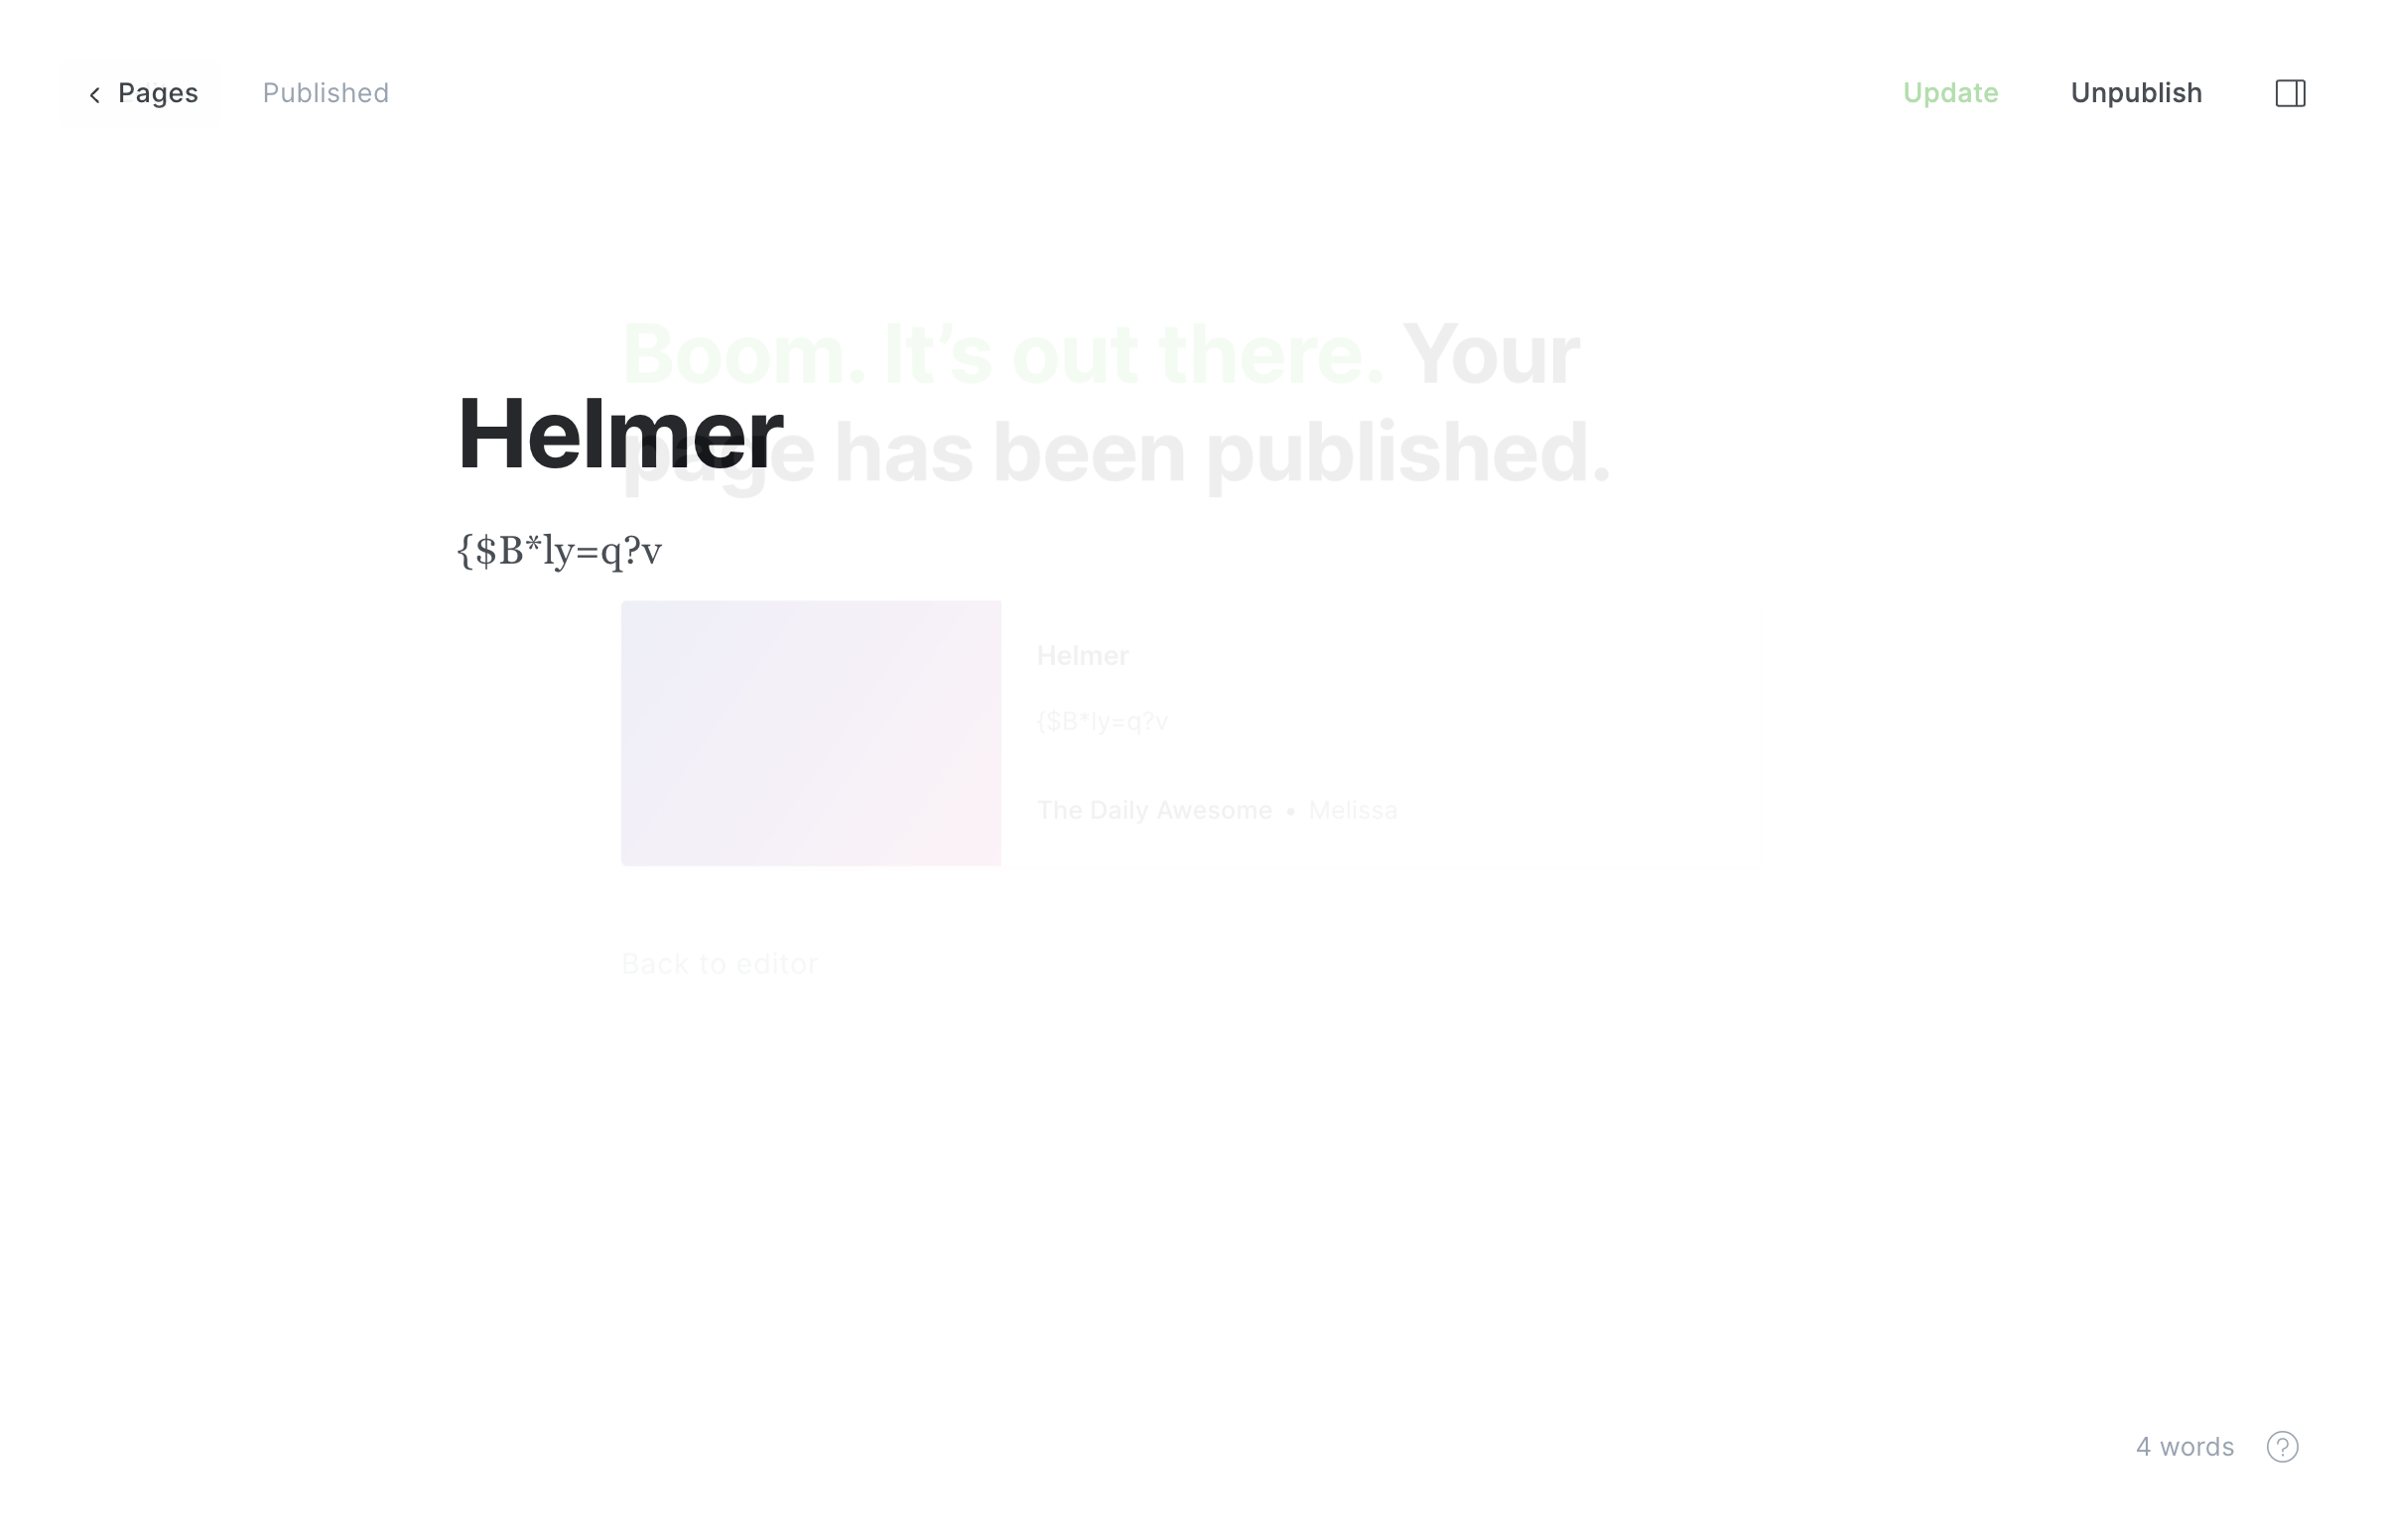 Pages
Published
Update
Unpublish
Boom. It’s out there. Your
page has been published.
Helmer
{$B*ly=q?v
Helmer
{$B*ly=q?v
The Daily Awesome • Melissa
Back to editor
4 words
?